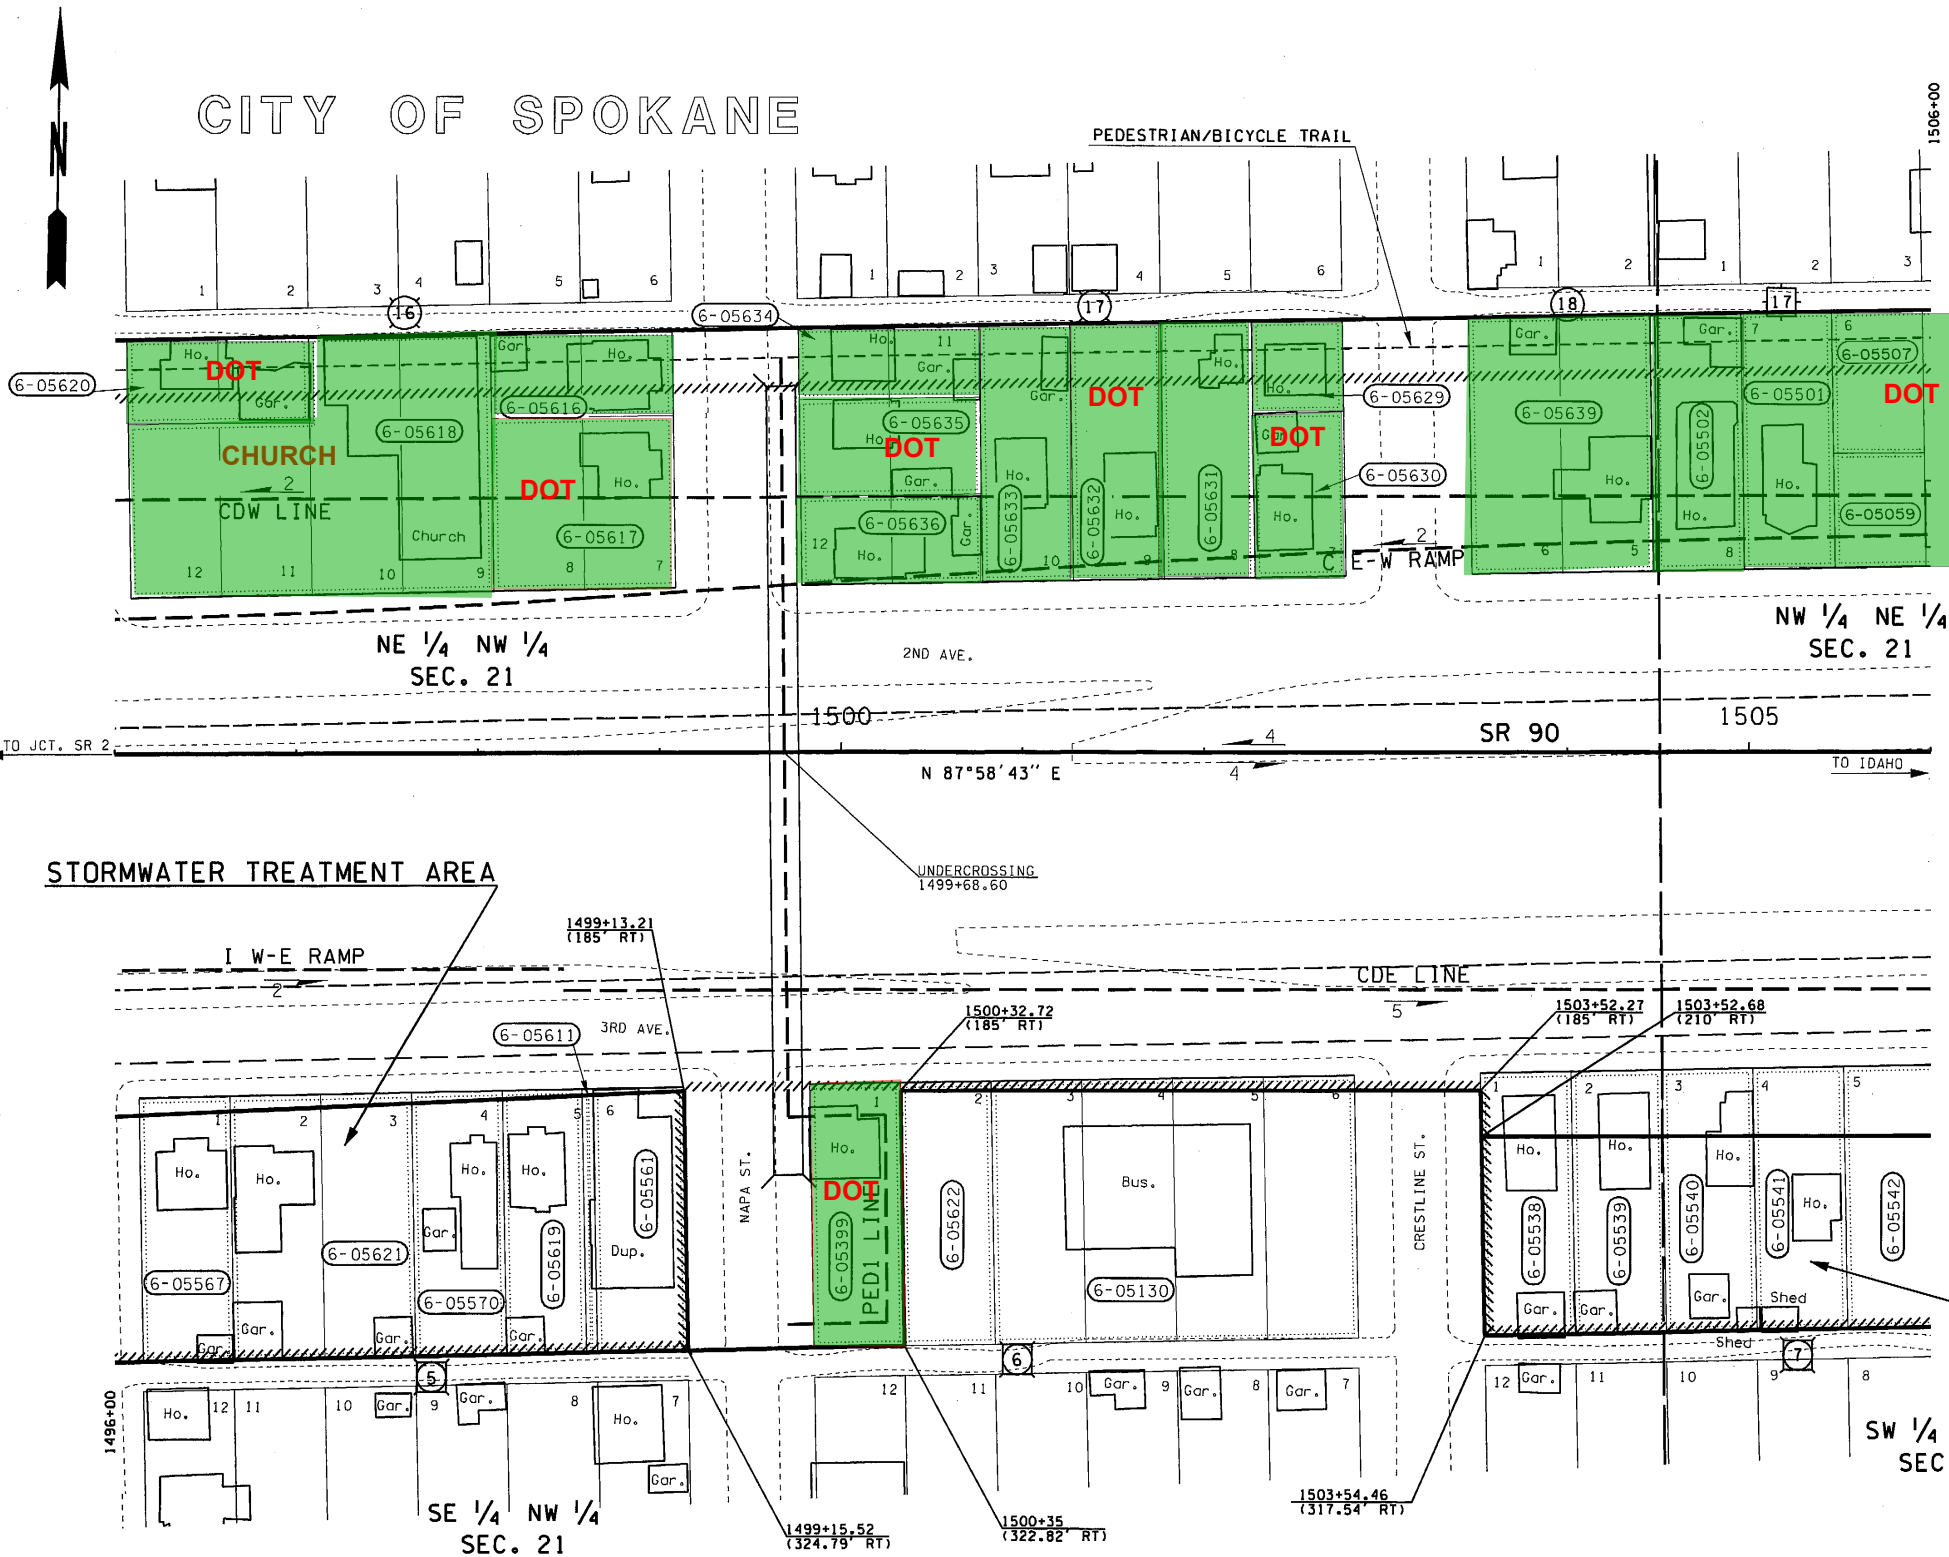 CITY OF SPOKANE
N
1506+00
PEDESTRIAN/BICYCLE TRAIL
1
2
3
4
5
6
1
2
3
4
5
6
1
2
1
2
3
16
17
18
17
6-05634
6-05620
Ho.
DOT
Gar.
Gar.
Ho.
6-05616
6-05618
CHURCH
2
CDW LINE
DOT
Ho.
Church
6-05617
12
11
10
9
8
7
Ho.
11
Gar.
6-05635
Ho.
DOT
Gar.
6-05636
Gar.
12
Ho.
Gar.
Ho.
6-05633
10
DOT
6-05632
Ho.
9
Ho.
6-05631
8
Ho.
6-05629
Gar.
DOT
6-05630
Ho.
7
2
C E-W RAMP
Gar.
6-05639
Ho.
6
5
Gar.
7
6
6-05507
6-05502
6-05501
DOT
Ho.
Ho.
6-05059
8
NE 1/4 NW 1/4
SEC. 21
NW 1/4 NE 1/4
SEC. 21
2ND AVE.
1500
1505
TO JCT. SR 2
4
SR 90
N 87°58'43" E
4
TO IDAHO
STORMWATER TREATMENT AREA
UNDERCROSSING
1499+68.60
1499+13.21
(185' RT)
I W-E RAMP
2
CDE LINE
5
6-05611
3RD AVE.
1500+32.72
(185' RT)
1503+52.27
(185' RT)
1503+52.68
(210' RT)
1
2
3
4
5
6
Ho.
Ho.
Ho.
Ho.
Gar.
6-05561
Dup.
6-05619
6-05621
6-05567
6-05570
Gar.
Gar.
Gar.
Gar.
NAPA ST.
1
Ho.
DOT
6-05399
PED1 LINE
2
3
4
5
6
6-05622
Bus.
6-05130
CRESTLINE ST.
1
2
3
4
5
Ho.
Ho.
Ho.
Ho.
6-05538
6-05539
6-05540
6-05541
6-05542
Gar.
Gar.
Gar.
Shed
Shed
5
6
7
1496+00
Ho.
12
11
10
Gar.
9
Gar.
8
Ho.
7
Gar.
12
11
10
Gar.
9
Gar.
8
Gar.
7
12
Gar.
11
10
9
8
SW 1/4
SEC
SE 1/4 NW 1/4
SEC. 21
1499+15.52
(324.79' RT)
1500+35
(322.82' RT)
1503+54.46
(317.54' RT)